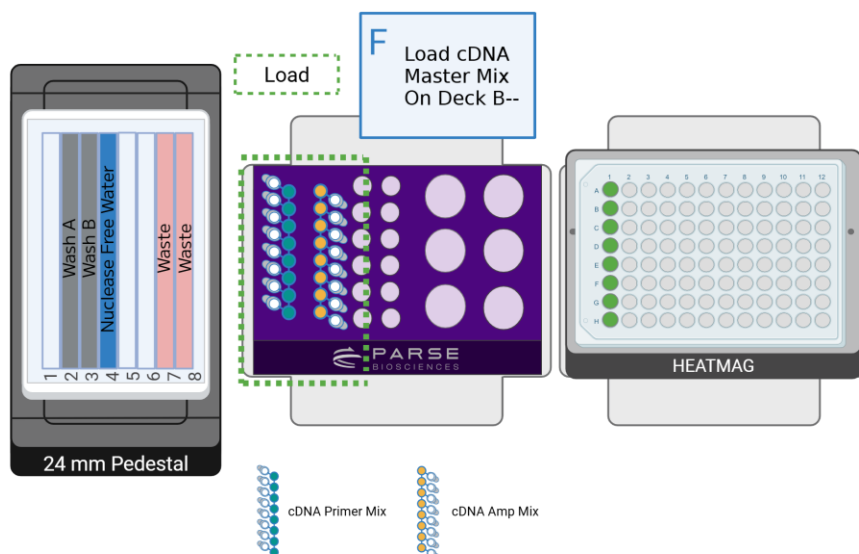 Load
F
Load cDNA
Master Mix
On Deck B--
Wash A
Wash B
Nuclease Free Water
Waste
Waste
1 2 3 4 5 6 7 8
24 mm Pedestal
PARSE
BIOSCIENCES
1 2 3 4 5 6 7 8 9 10 11 12
A
B
C
D
E
F
G
H
HEATMAG
cDNA Primer Mix
cDNA Amp Mix